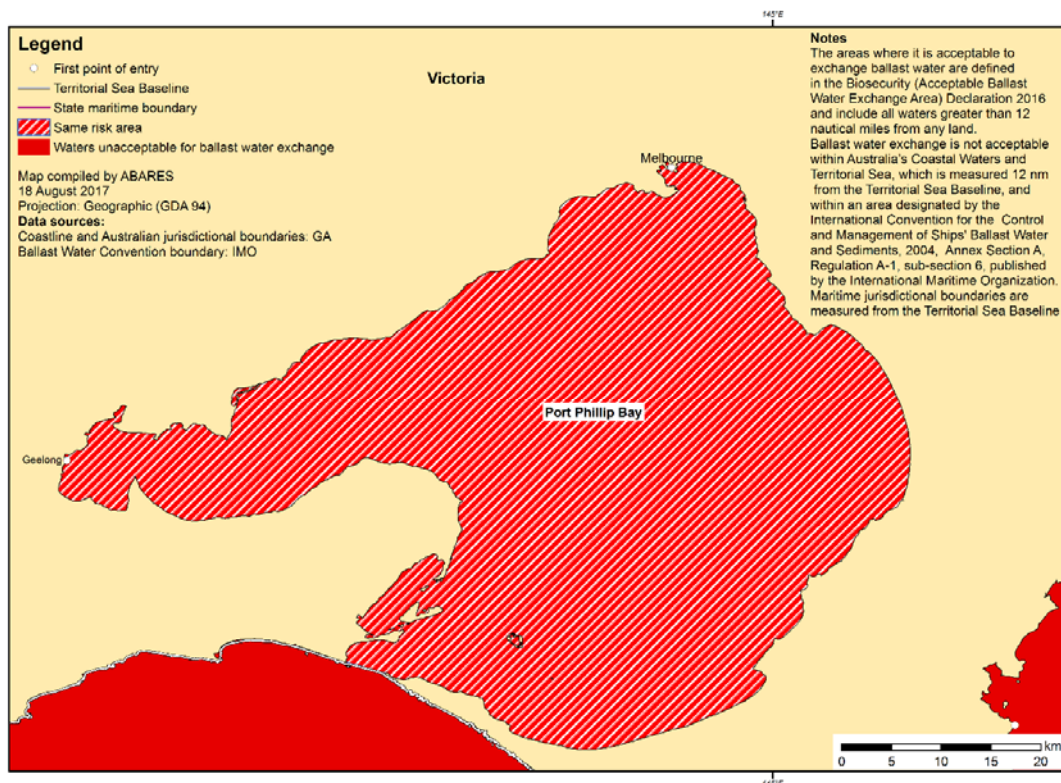 145°E
Legend
First point of entry
Territorial Sea Baseline
State maritime boundary
Same risk area
Waters unacceptable for ballast water exchange
Map compiled by ABARES
18 August 2017
Projection: Geographic (GDA 94)
Data sources:
Coastline and Australian jurisdictional boundaries: GA
Ballast Water Convention boundary: IMO
Victoria
Notes
The areas where it is acceptable to
exchange ballast water are defined
in the Biosecurity (Acceptable Ballast
Water Exchange Area) Declaration 2016
and include all waters greater than 12
nautical miles from any land.
Ballast water exchange is not acceptable
within Australia's Coastal Waters and
Territorial Sea, which is measured 12 nm
from the Territorial Sea Baseline, and
within an area designated by the
International Convention for the Control
and Management of Ships' Ballast Water
and Sediments, 2004, Annex Section A,
Regulation A-1, sub-section 6, published
by the International Maritime Organization.
Maritime jurisdictional boundaries are
measured from the Territorial Sea Baseline
Melbourne
Port Phillip Bay
Geelong
km
0 5 10 15 20
145°E